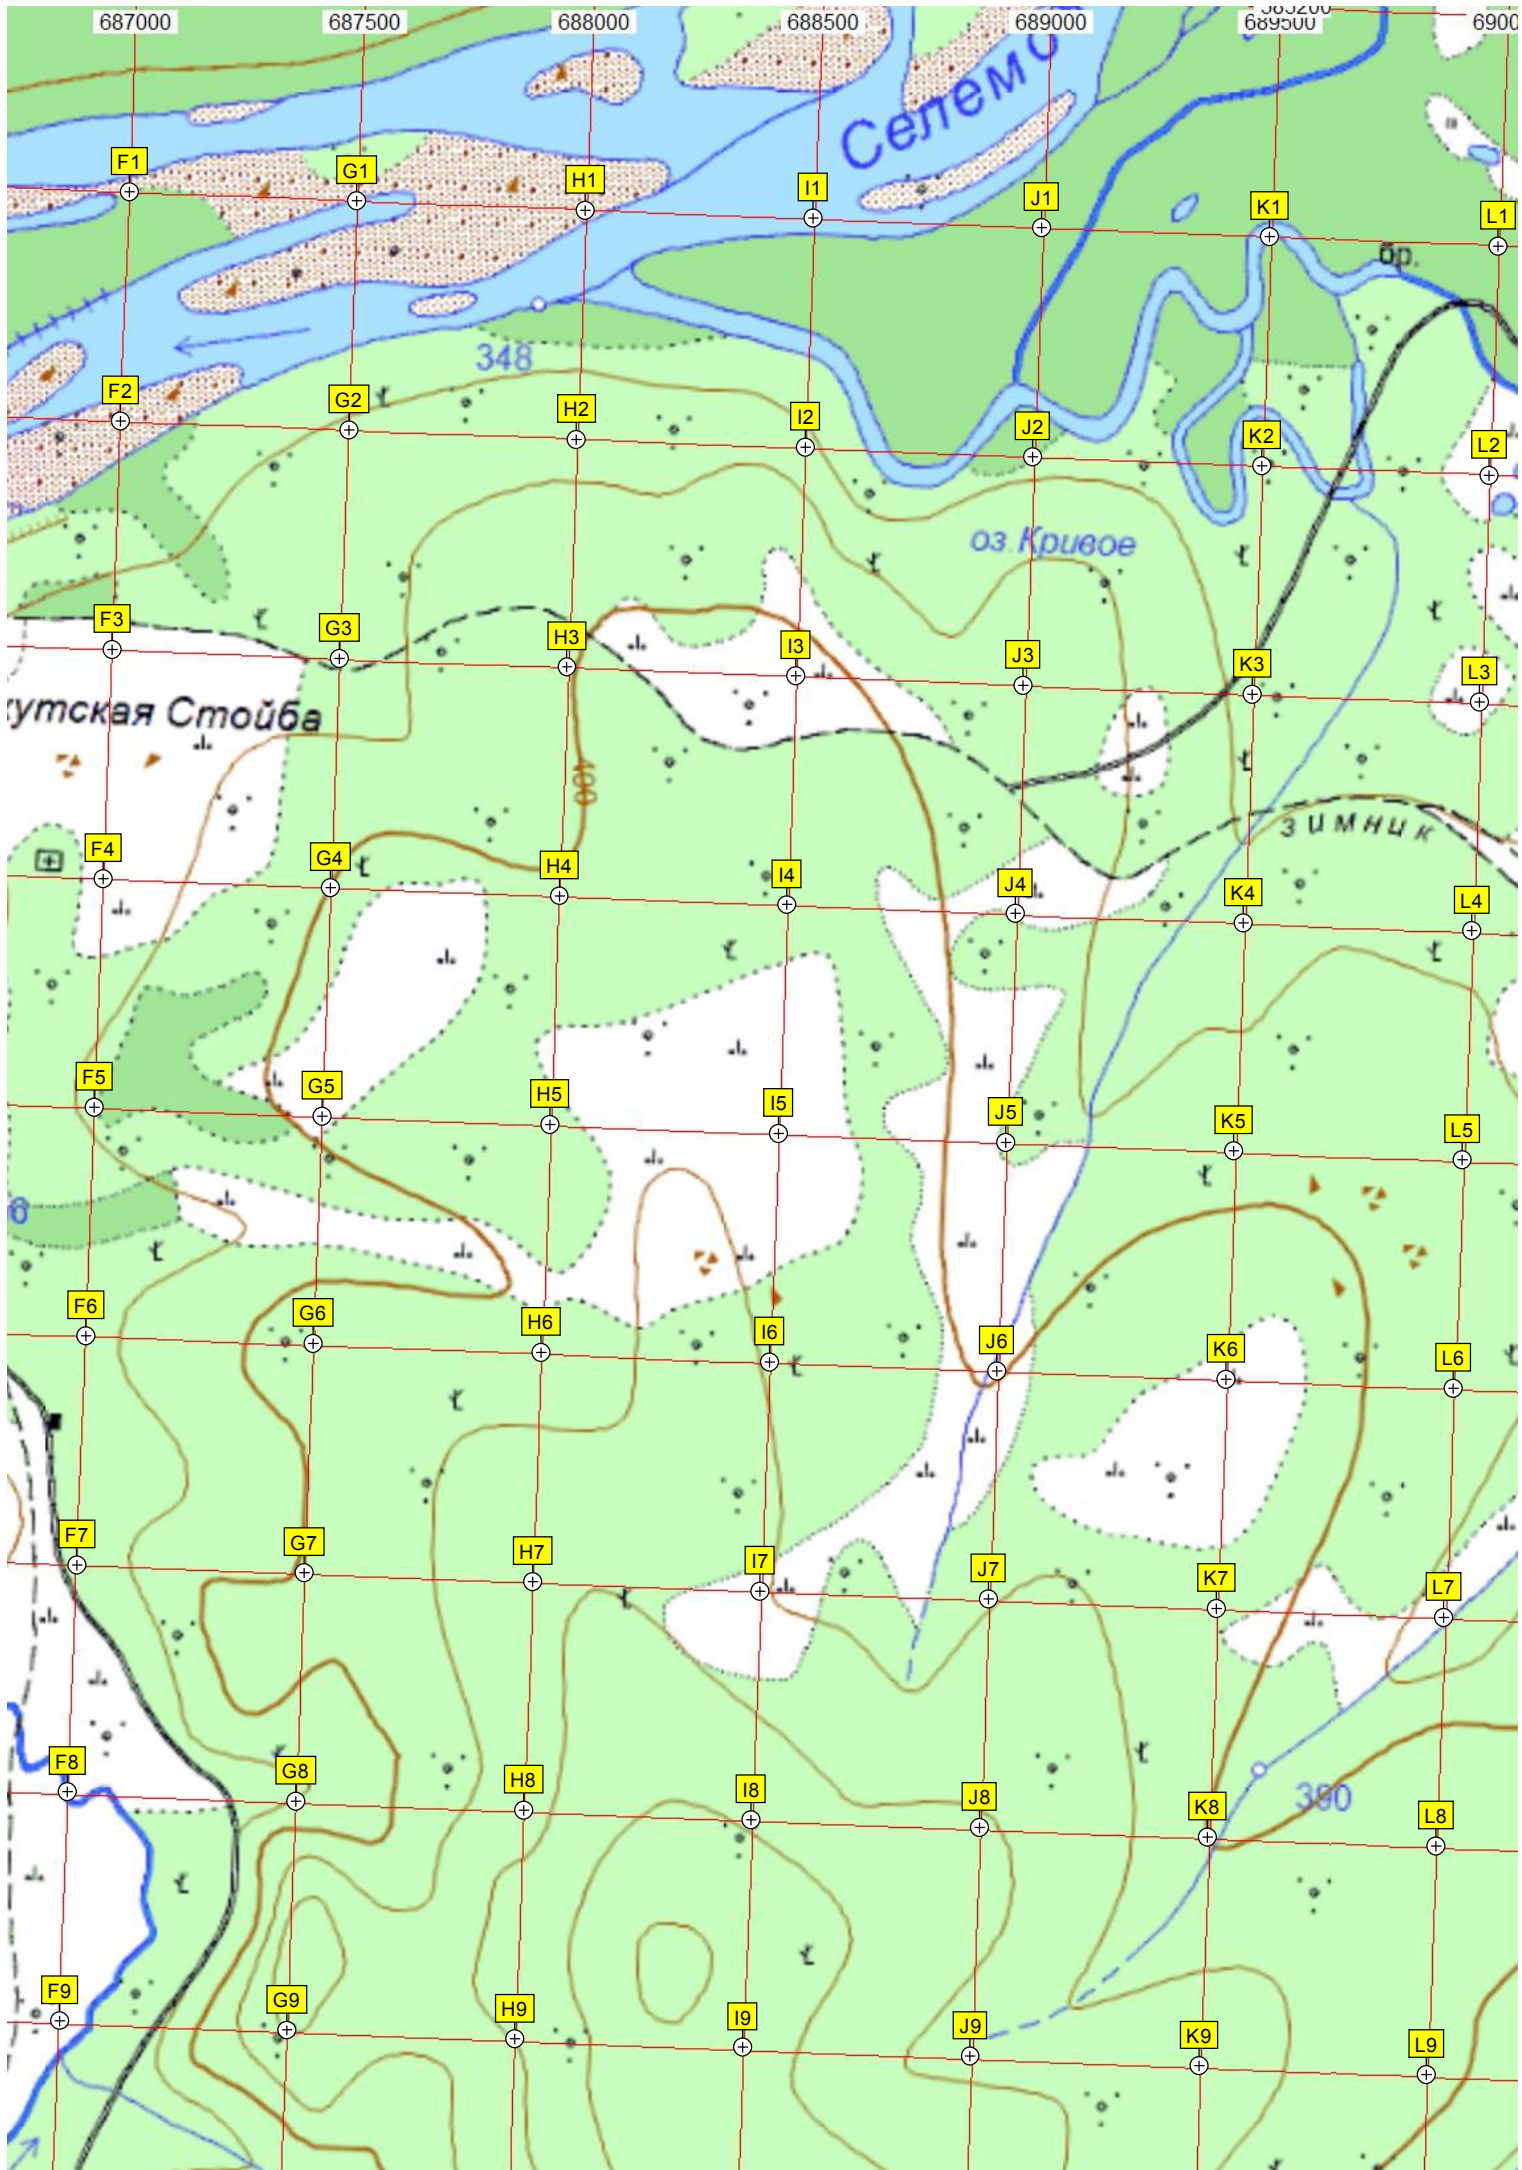 687000 687500 688000 688500 689000 689500
Селемо
F1 G1 H1 I1 J1 K1 L1
бр.
348
F2 G2 H2 I2 J2 K2 L2
оз. Кривое
F3 G3 H3 I3 J3 K3 L3
кутская Стойба
400
зимник
F4 G4 H4 I4 J4 K4 L4
F5 G5 H5 I5 J5 K5 L5
F6 G6 H6 I6 J6 K6 L6
F7 G7 H7 I7 J7 K7 L7
F8 G8 H8 I8 J8 K8 L8
390
F9 G9 H9 I9 J9 K9 L9